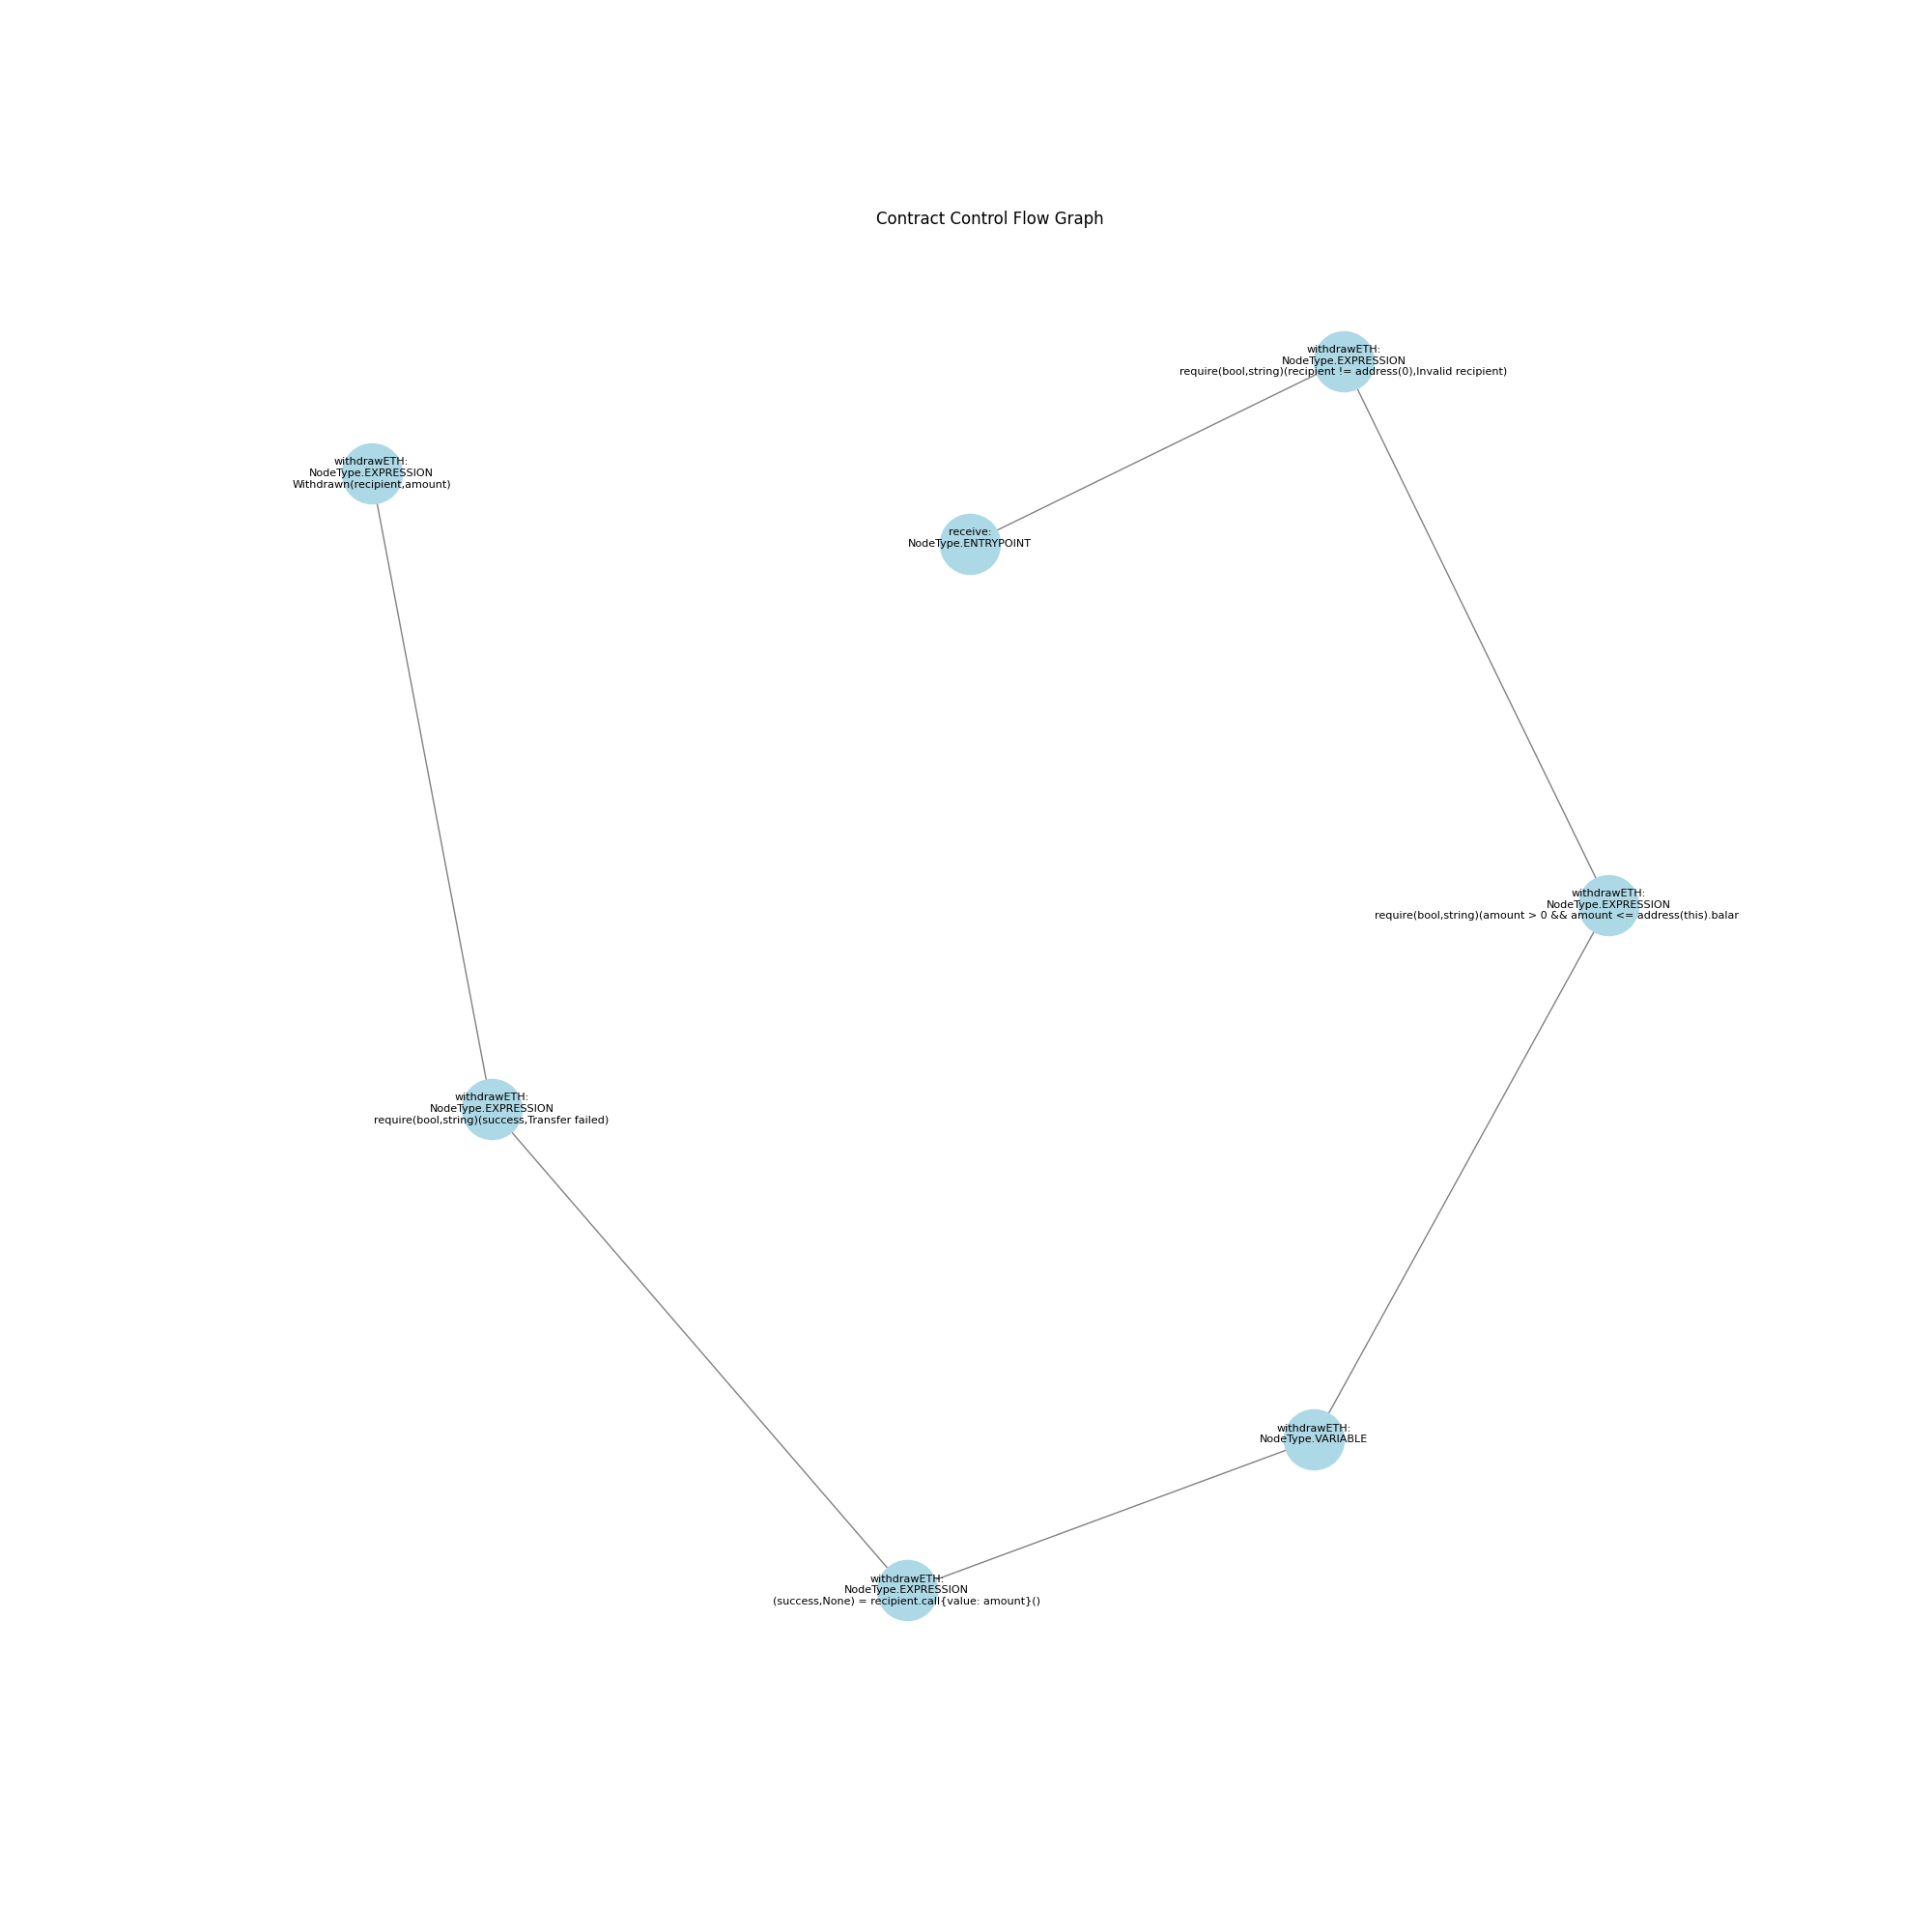 Contract Control Flow Graph
withdrawETH:
NodeType.EXPRESSION
require(bool,string)(recipient != address(0),Invalid recipient)
withdrawETH:
NodeType.EXPRESSION
Withdrawn(recipient,amount)
receive:
NodeType.ENTRYPOINT
withdrawETH:
NodeType.EXPRESSION
require(bool,string)(amount > 0 && amount <= address(this).balar
withdrawETH:
NodeType.EXPRESSION
require(bool,string)(success,Transfer failed)
withdrawETH:
NodeType.VARIABLE
withdrawETH:
NodeType.EXPRESSION
(success,None) = recipient.call{value: amount}()